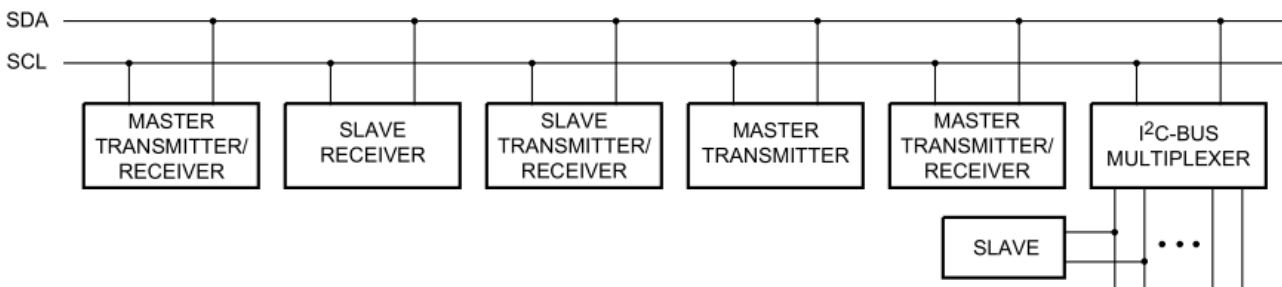 SDA
SCL
MASTER
TRANSMITTER/
RECEIVER
SLAVE
RECEIVER
SLAVE
TRANSMITTER/
RECEIVER
MASTER
TRANSMITTER
MASTER
TRANSMITTER/
RECEIVER
I²C-BUS
MULTIPLEXER
SLAVE